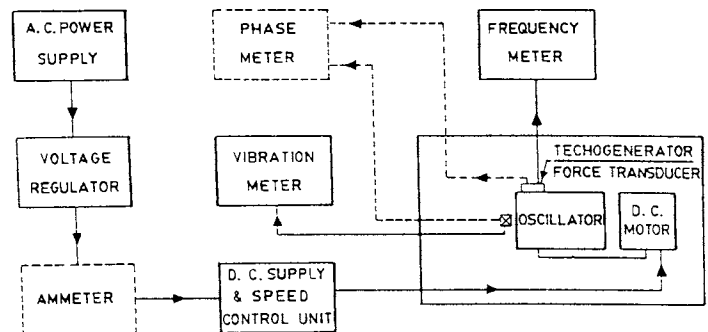 A.C. POWER
SUPPLY
PHASE
METER
FREQUENCY
METER
VOLTAGE
REGULATOR
VIBRATION
METER
TECHOGENERATOR
FORCE TRANSDUCER
OSCILLATOR
D.C.
MOTOR
AMMETER
D.C. SUPPLY
& SPEED
CONTROL UNIT